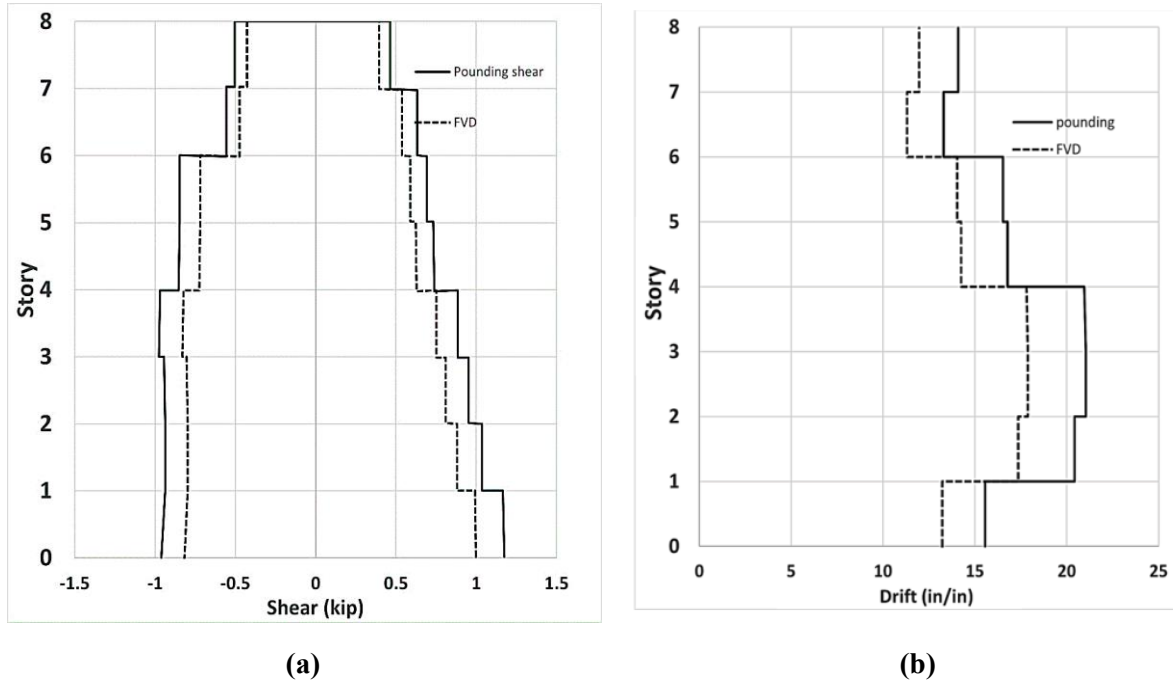 8
7
6
5
4
3
2
1
0
Story
-1.5 -1 -0.5 0 0.5 1 1.5
Shear (kip)
Pounding shear
FVD
(a)
8
7
6
5
4
3
2
1
0
Story
0 5 10 15 20 25
Drift (in/in)
pounding
FVD
(b)